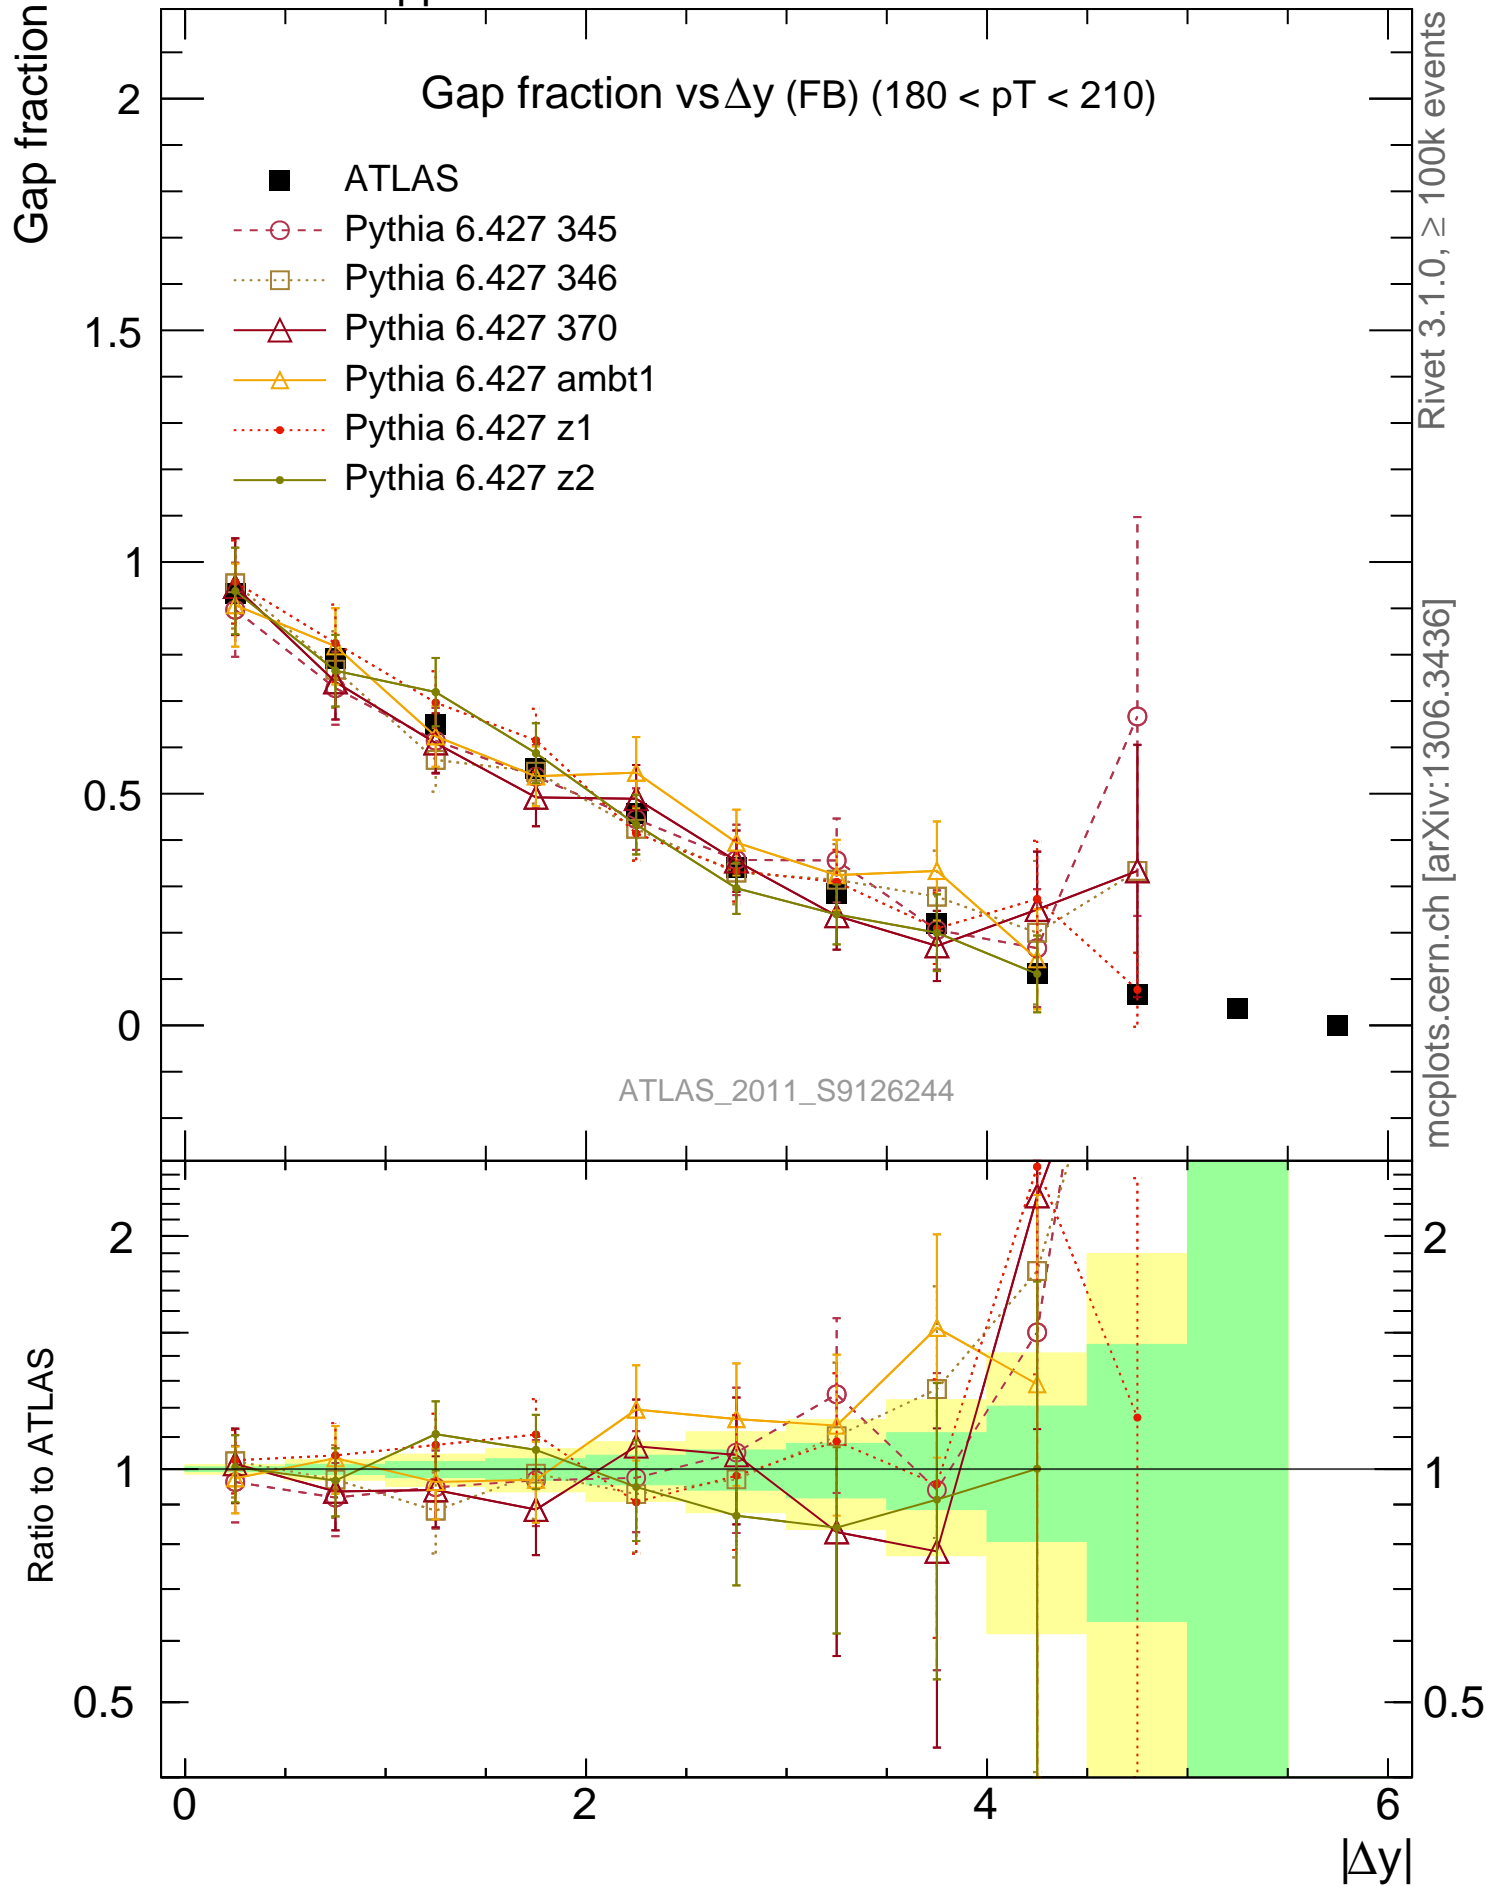 Gap fraction
Gap fraction vs Δy (FB) (180 < pT < 210)
ATLAS
Pythia 6.427 345
Pythia 6.427 346
Pythia 6.427 370
Pythia 6.427 ambt1
Pythia 6.427 z1
Pythia 6.427 z2
2
1.5
1
0.5
0
ATLAS_2011_S9126244
Rivet 3.1.0, ≥ 100k events
mcplots.cern.ch [arXiv:1306.3436]
Ratio to ATLAS
2
1
0.5
2
1
0.5
0
2
4
6
|Δy|